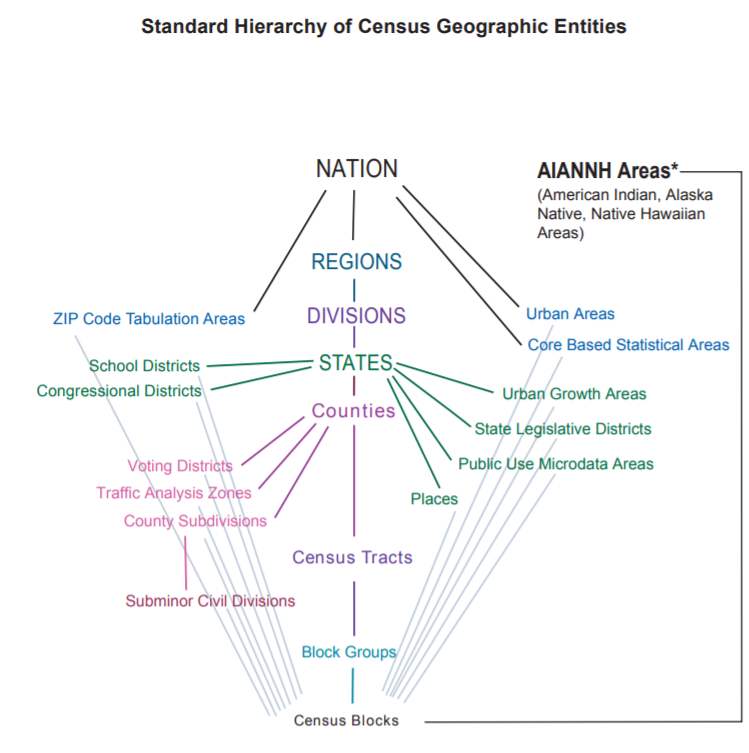 Standard Hierarchy of Census Geographic Entities
NATION
AIANNH Areas*
(American Indian, Alaska
Native, Native Hawaiian
Areas)
REGIONS
ZIP Code Tabulation Areas
DIVISIONS
Urban Areas
Core Based Statistical Areas
School Districts
STATES
Congressional Districts
Urban Growth Areas
Counties
State Legislative Districts
Voting Districts
Public Use Microdata Areas
Traffic Analysis Zones
Places
County Subdivisions
Census Tracts
Subminor Civil Divisions
Block Groups
Census Blocks